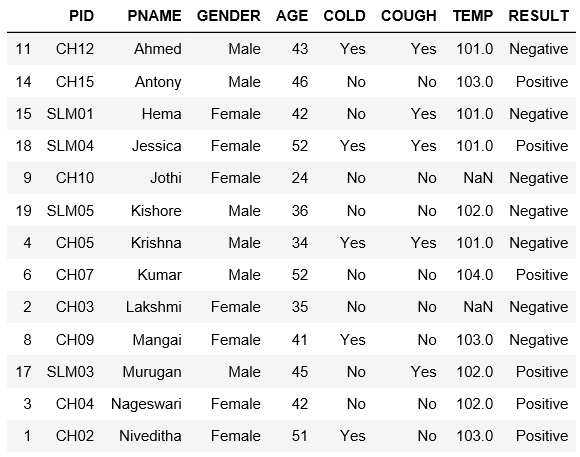 PID PNAME GENDER AGE COLD COUGH TEMP RESULT
11 CH12 Ahmed Male 43 Yes Yes 101.0 Negative
14 CH15 Antony Male 46 No No 103.0 Positive
15 SLM01 Hema Female 42 No Yes 101.0 Negative
18 SLM04 Jessica Female 52 Yes Yes 101.0 Positive
9 CH10 Jothi Female 24 No No NaN Negative
19 SLM05 Kishore Male 36 No No 102.0 Negative
4 CH05 Krishna Male 34 Yes Yes 101.0 Negative
6 CH07 Kumar Male 52 No No 104.0 Positive
2 CH03 Lakshmi Female 35 No No NaN Negative
8 CH09 Mangai Female 41 Yes No 103.0 Negative
17 SLM03 Murugan Male 45 No Yes 102.0 Positive
3 CH04 Nageswari Female 42 No No 102.0 Positive
1 CH02 Niveditha Female 51 Yes No 103.0 Positive